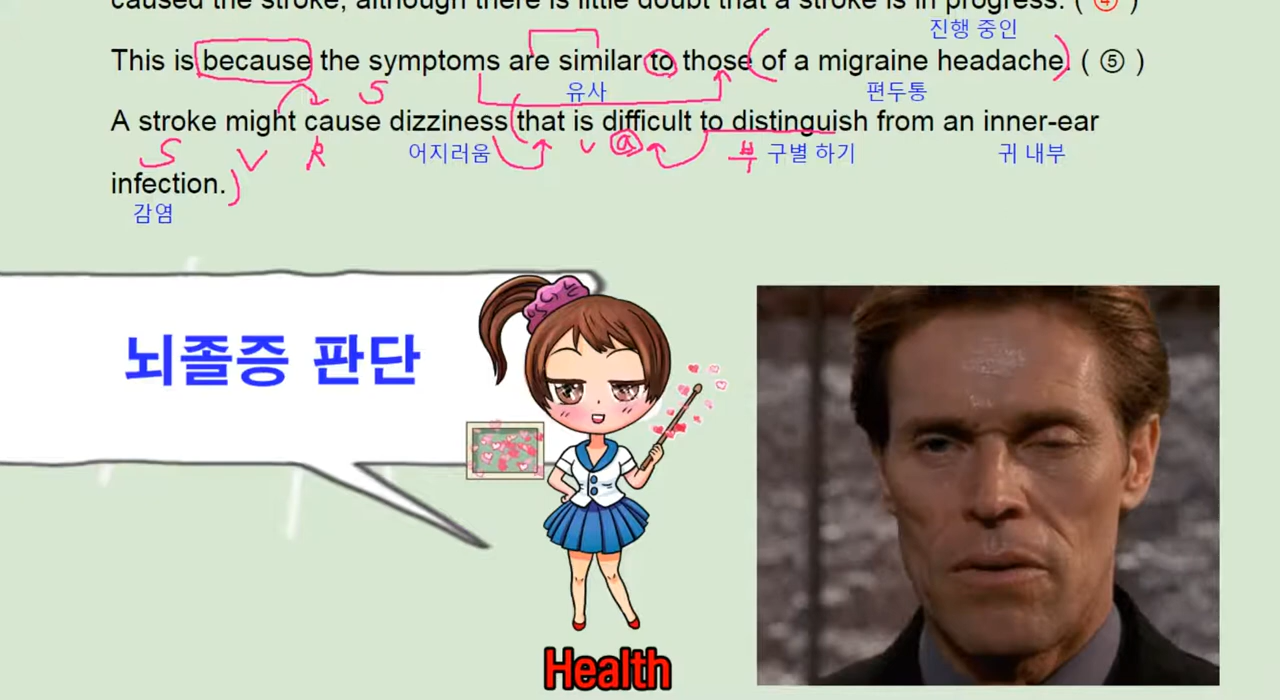 caused the stroke, although there is little doubt that a stroke is in progress. ( ④ )
진행 중인
This is because the symptoms are similar to those of a migraine headache. ( ⑤ )
S 유사 편두통
A stroke might cause dizziness that is difficult to distinguish from an inner-ear
S V R 어지러움 v a 부 구별 하기 귀 내부
infection.
감염
뇌졸증 판단
Health